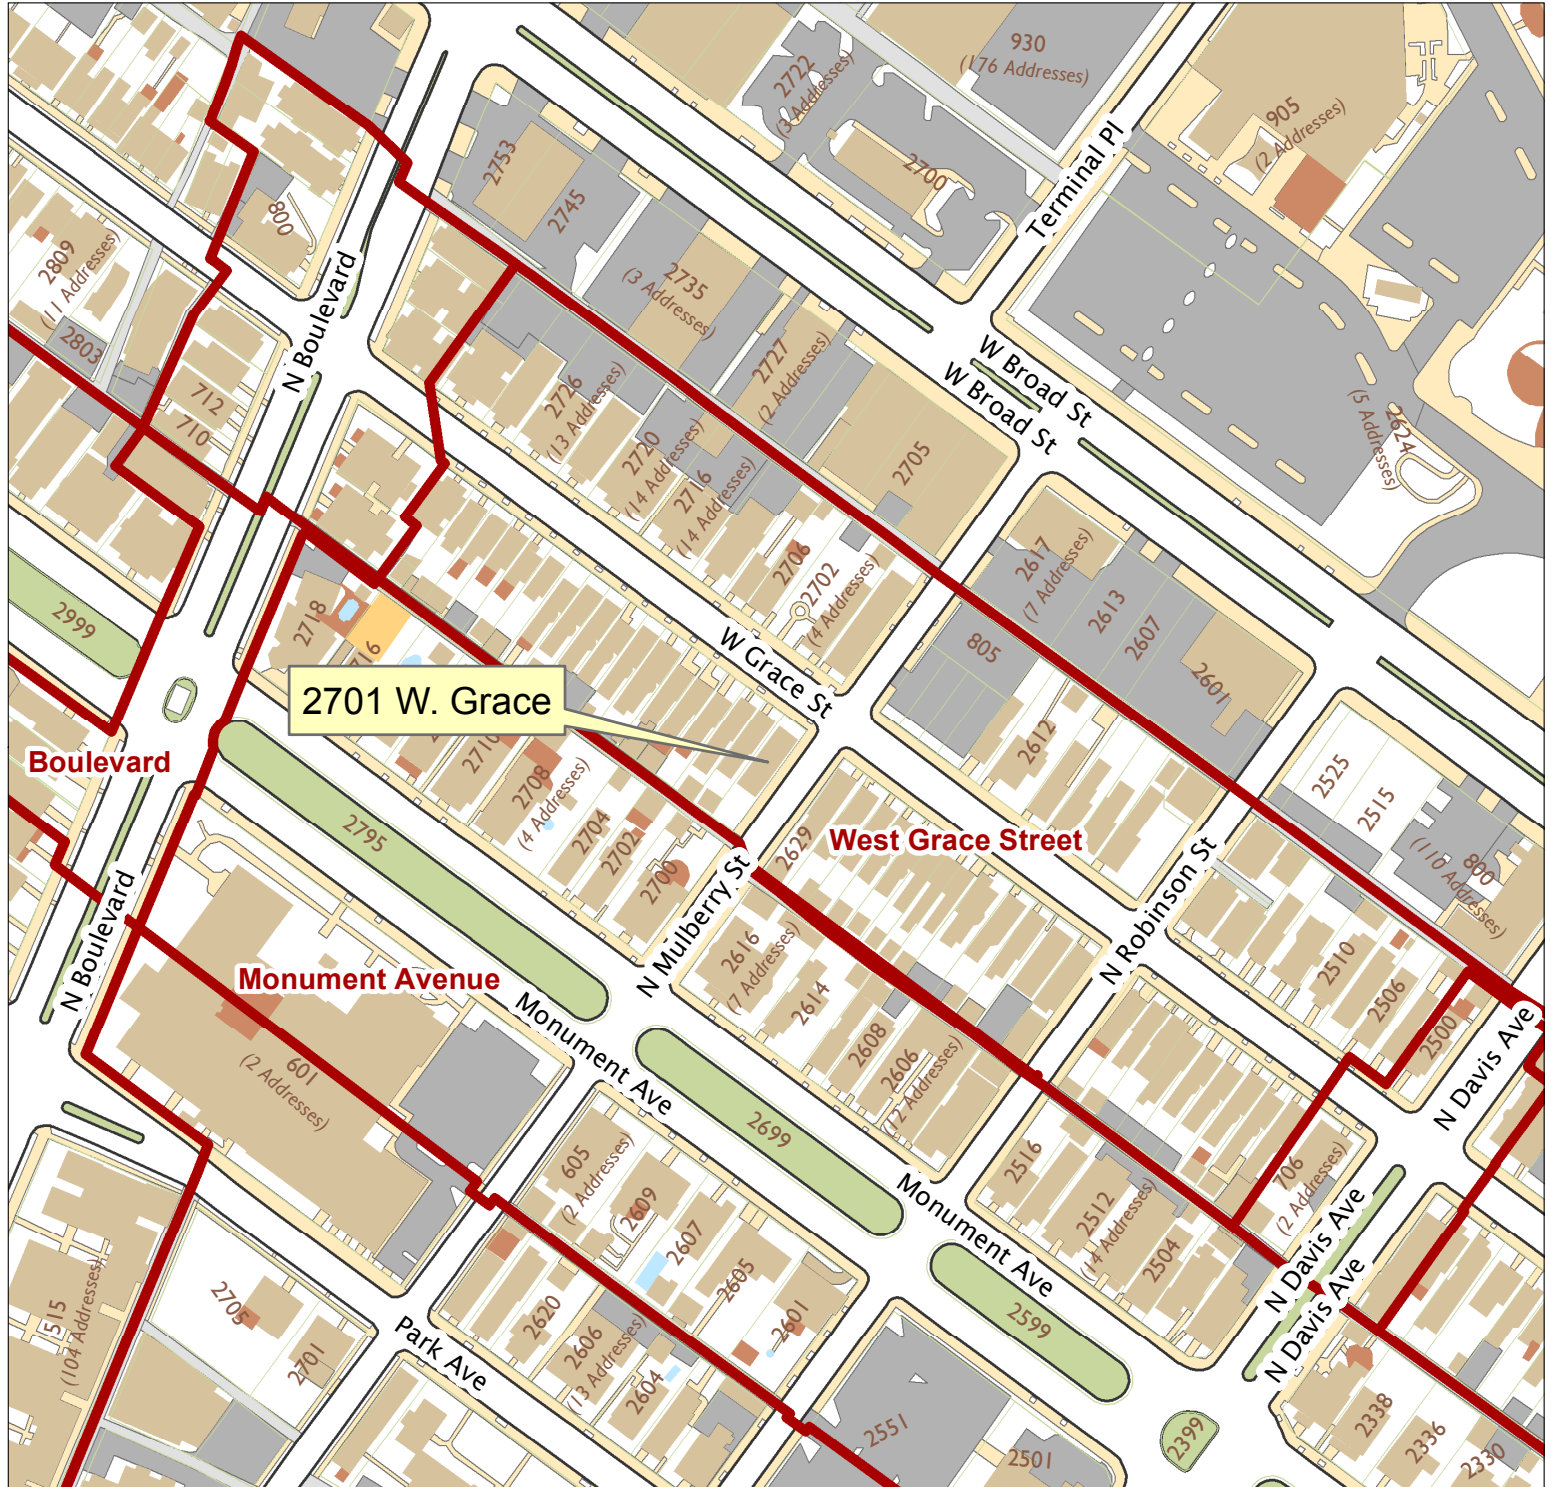 930
(176 Addresses)
2722
(3 Addresses)
905
(2 Addresses)
2753
2700
Terminal Pl
2745
800
2809
(11 Addresses)
2735
(3 Addresses)
N Boulevard
2803
2727
(2 Addresses)
W Broad St
W Broad St
712
710
2726
(13 Addresses)
2720
(14 Addresses)
2716
(14 Addresses)
2705
2624
(5 Addresses)
2706
2702
(4 Addresses)
2617
(7 Addresses)
2613
2607
805
2601
2999
2718
716
W Grace St
2701 W. Grace
2612
2710
2708
(4 Addresses)
Boulevard
2525
2515
2795
2704
2702
2700
2629
West Grace Street
800
(110 Addresses)
N Mulberry St
N Robinson St
N Boulevard
Monument Avenue
2616
(7 Addresses)
2614
2608
2606
(12 Addresses)
2510
2506
2500
Monument Ave
N Davis Ave
601
(2 Addresses)
2699
605
(2 Addresses)
2609
2607
2605
2601
2516
2512
(14 Addresses)
2504
706
(2 Addresses)
Monument Ave
N Davis Ave
N Davis Ave
515
(104 Addresses)
2705
2701
2620
2606
(13 Addresses)
2604
Park Ave
2599
2551
2501
2399
2338
2336
2330